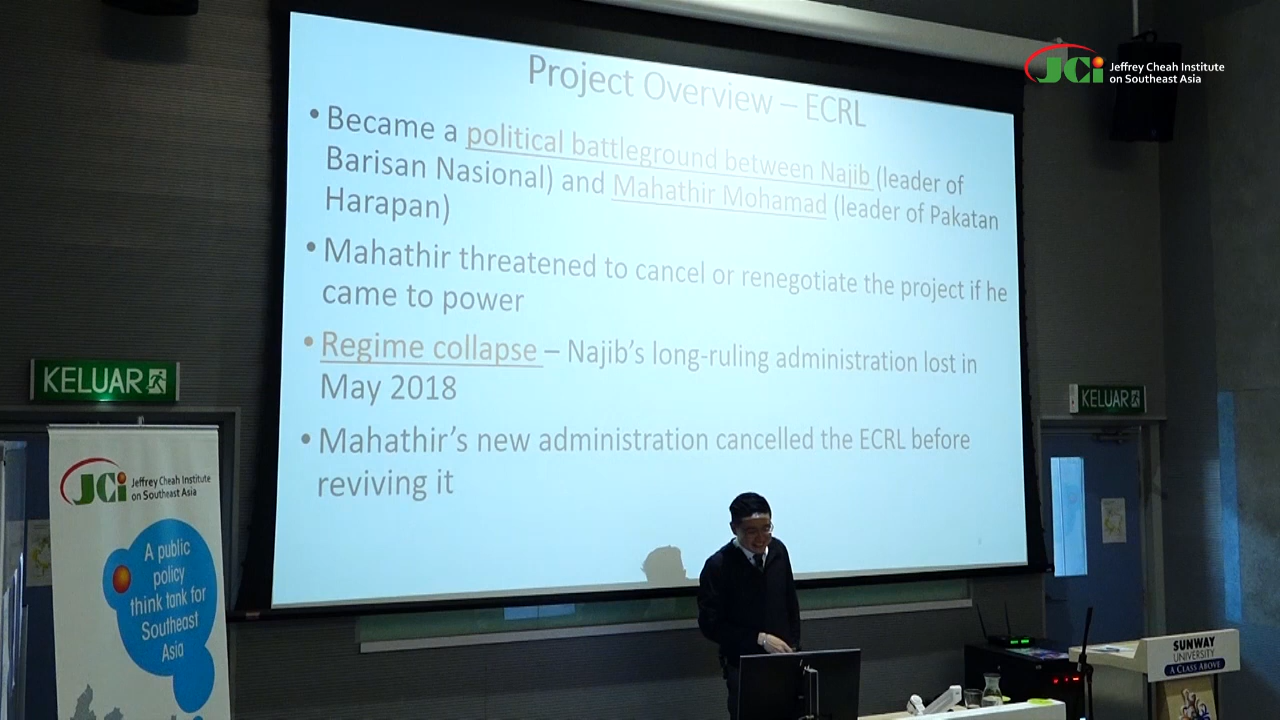 Project Overview – ECRL
• Became a political battleground between Najib (leader of
Barisan Nasional) and Mahathir Mohamad (leader of Pakatan
Harapan)
• Mahathir threatened to cancel or renegotiate the project if he
came to power
• Regime collapse – Najib's long-ruling administration lost in
May 2018
• Mahathir's new administration cancelled the ECRL before
reviving it
JCi Jeffrey Cheah Institute
on Southeast Asia
KELUAR
KELUAR
JCi Jeffrey Cheah Institute
on Southeast Asia
A public
policy
think tank for
Southeast
Asia
SUNWAY
UNIVERSITY
A CLASS ABOVE